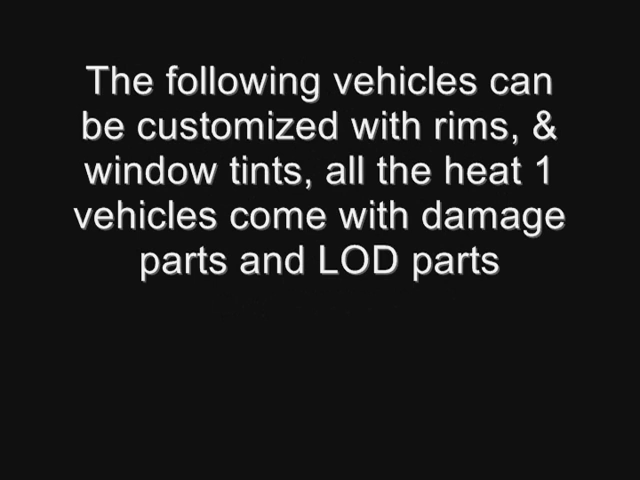 The following vehicles can
be customized with rims, &
window tints, all the heat 1
vehicles come with damage
parts and LOD parts